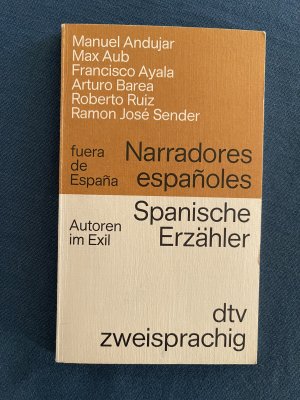 Manuel Andujar
Max Aub
Francisco Ayala
Arturo Barea
Roberto Ruiz
Ramon José Sender
fuera
de
España
Narradores
españoles
Autoren
im Exil
Spanische
Erzähler
dtv
zweisprachig